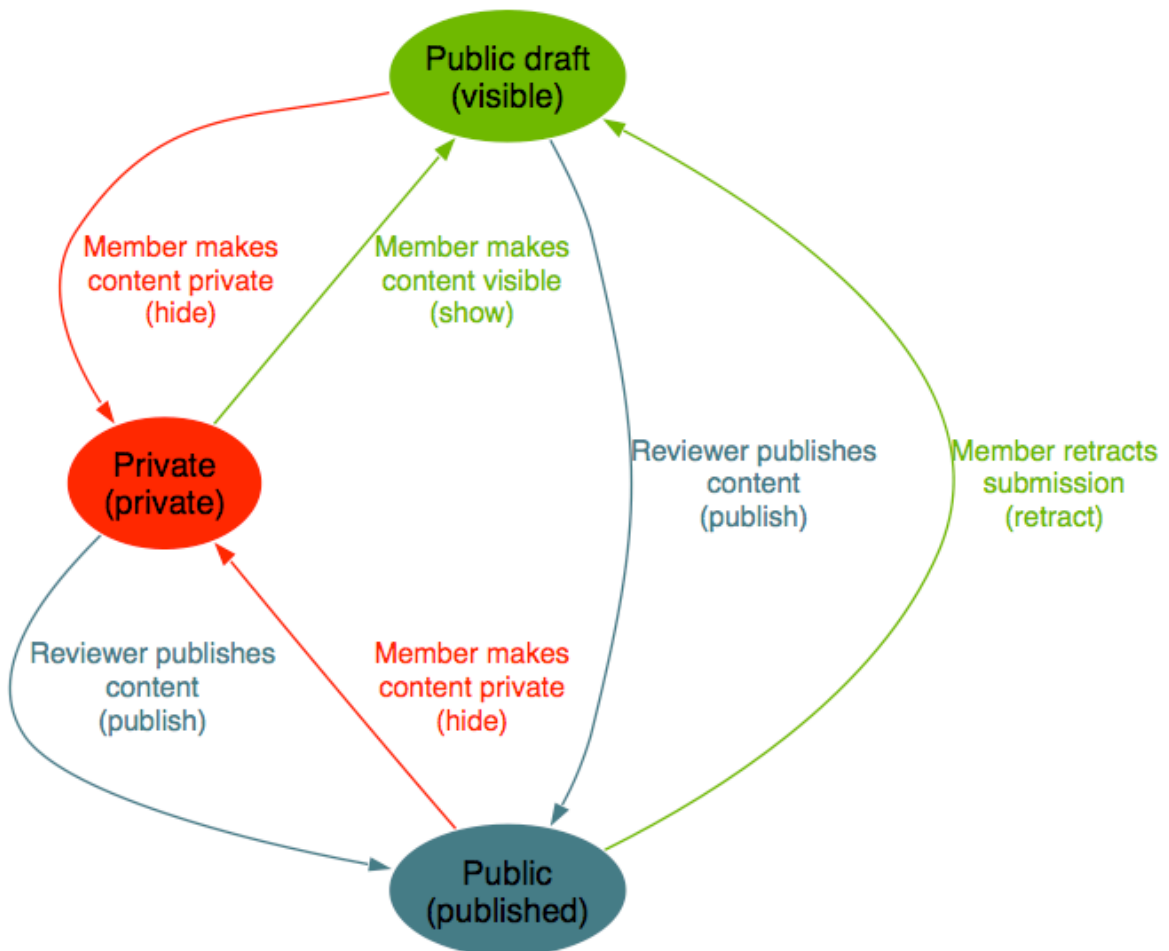 Public draft
(visible)
Member makes
content private
(hide)
Member makes
content visible
(show)
Private
(private)
Reviewer publishes
content
(publish)
Member retracts
submission
(retract)
Reviewer publishes
content
(publish)
Member makes
content private
(hide)
Public
(published)